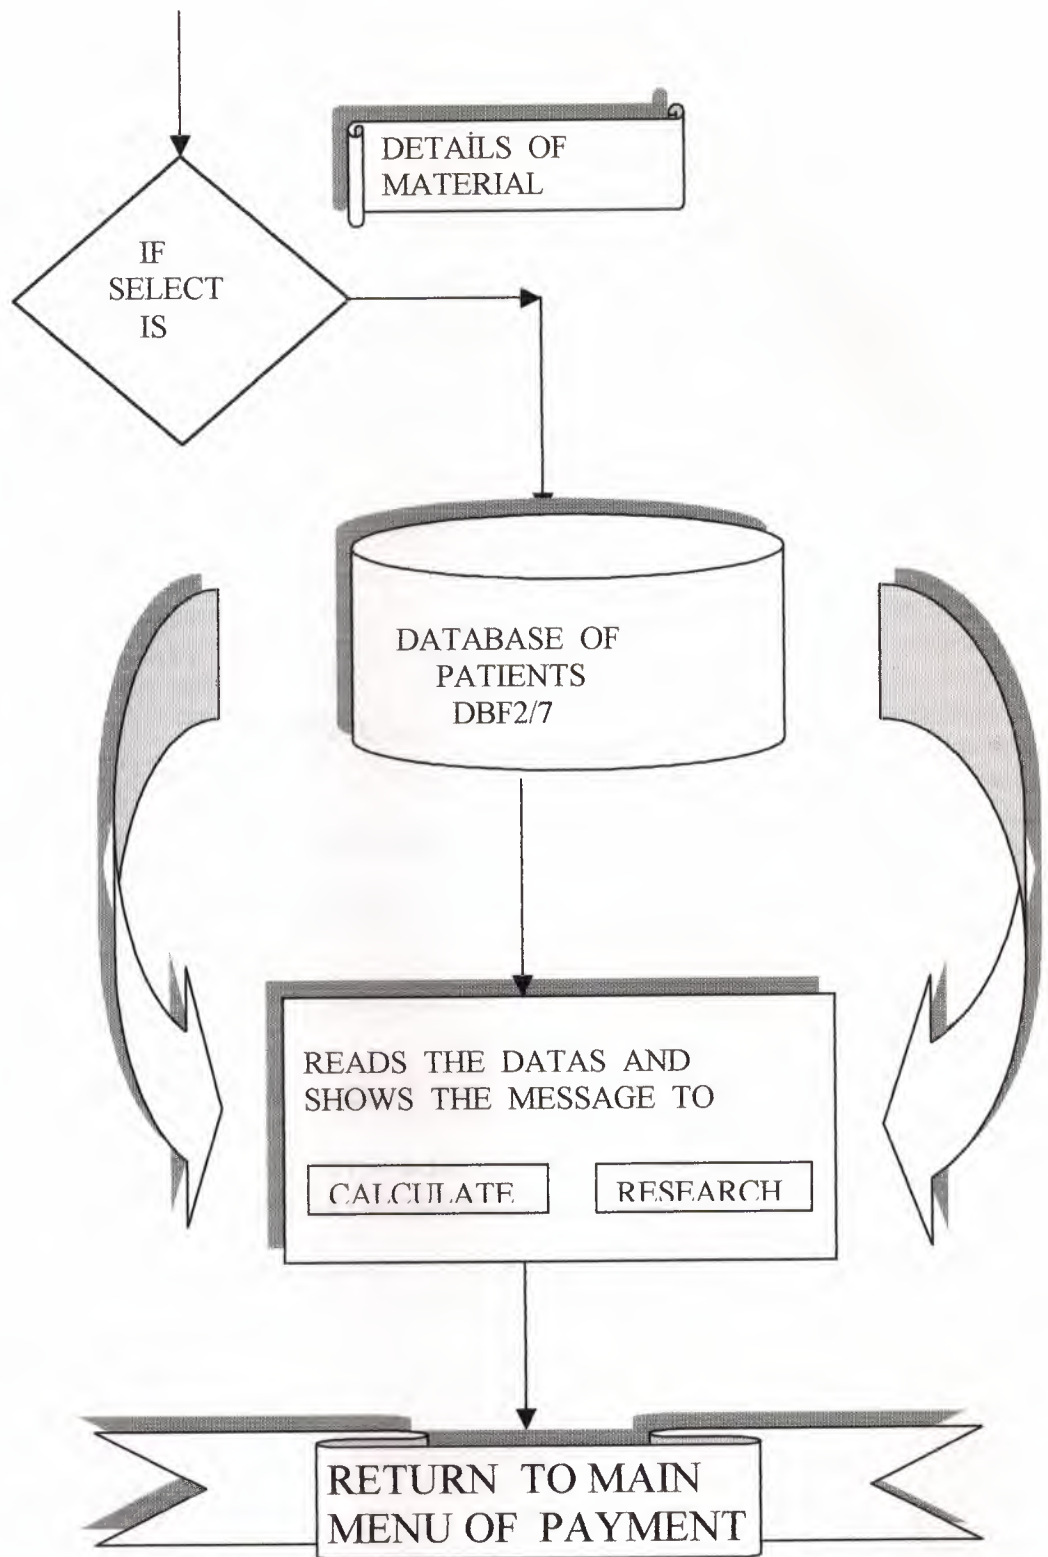 DETAİLS OF
MATERIAL
IF
SELECT
IS
DATABASE OF
PATIENTS
DBF2/7
READS THE DATAS AND
SHOWS THE MESSAGE TO
CALCULATE
RESEARCH
RETURN TO MAIN
MENU OF PAYMENT